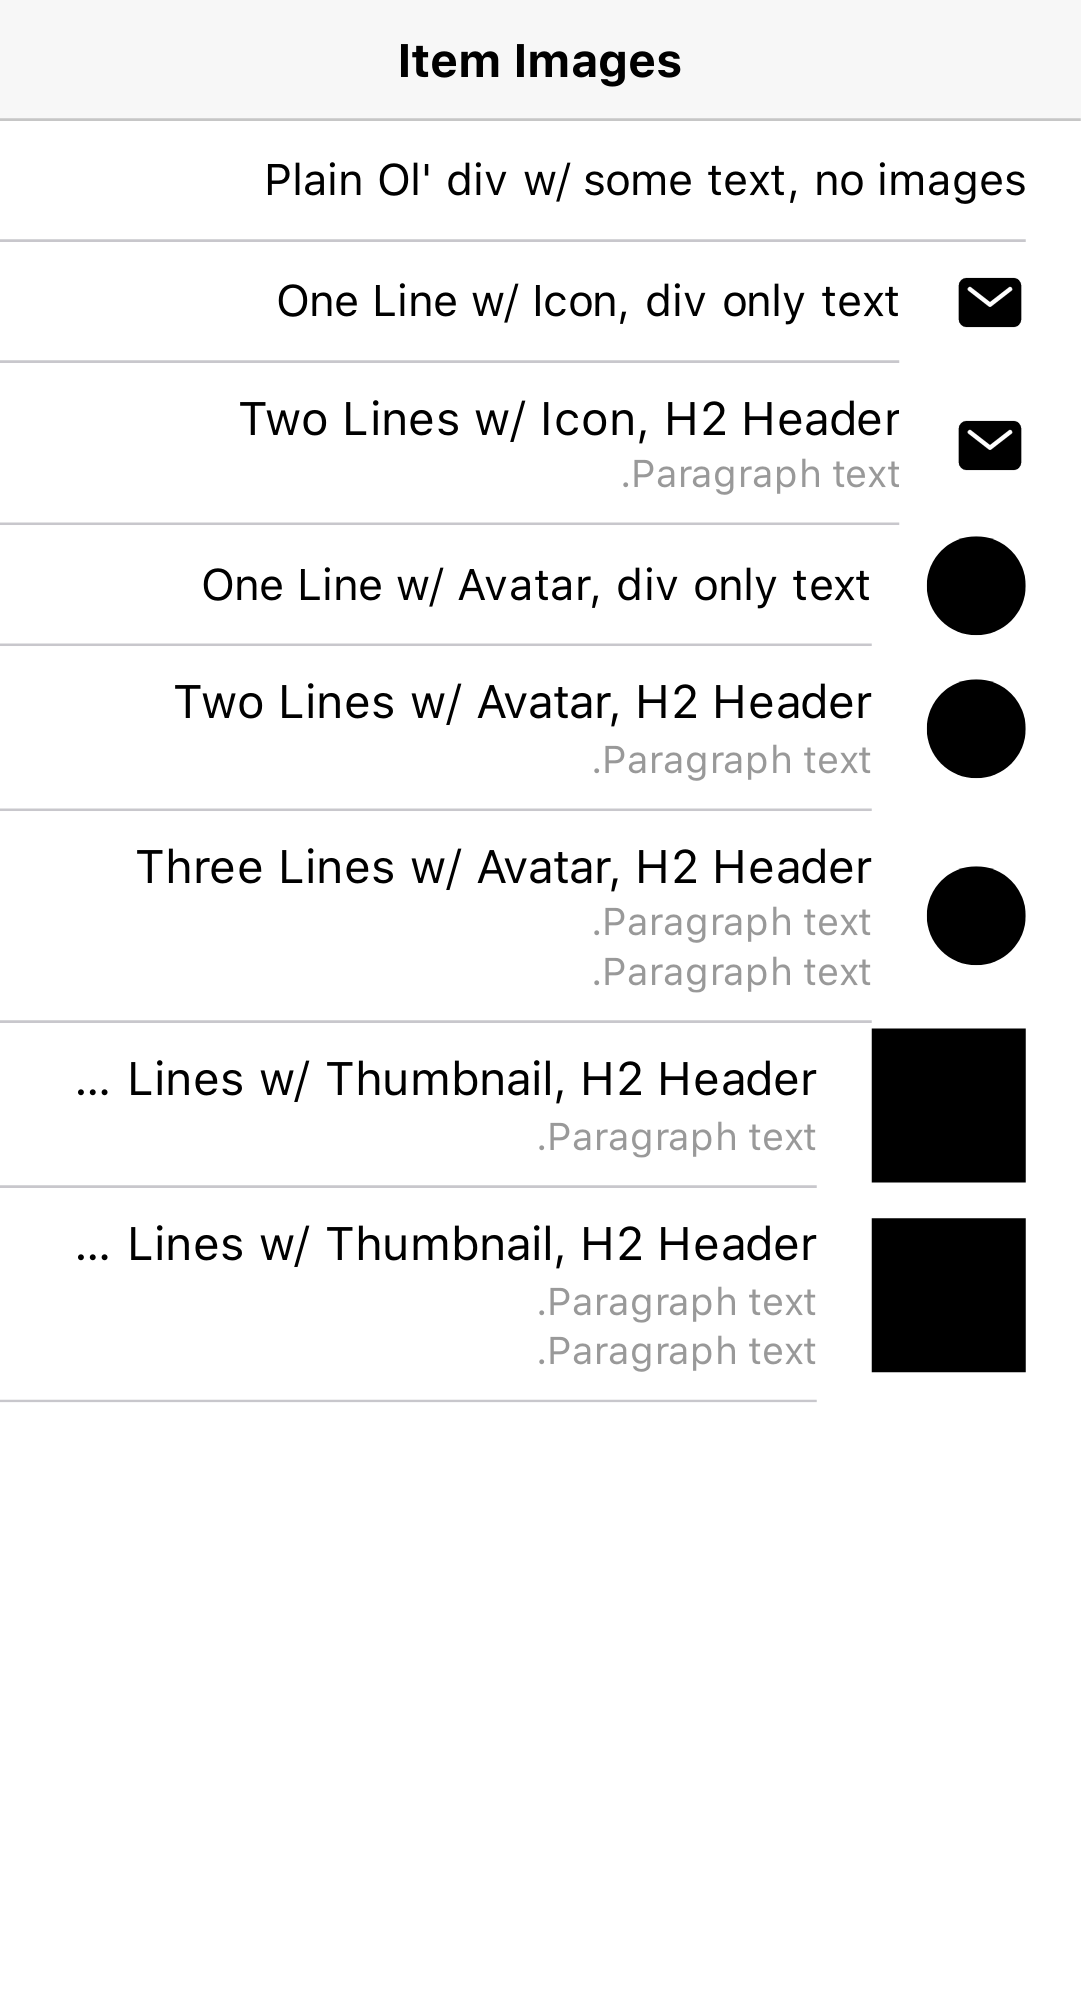 Item Images
Plain Ol' div w/ some text, no images
One Line w/ Icon, div only text
Two Lines w/ Icon, H2 Header
.Paragraph text
One Line w/ Avatar, div only text
Two Lines w/ Avatar, H2 Header
.Paragraph text
Three Lines w/ Avatar, H2 Header
.Paragraph text
.Paragraph text
... Lines w/ Thumbnail, H2 Header
.Paragraph text
... Lines w/ Thumbnail, H2 Header
.Paragraph text
.Paragraph text